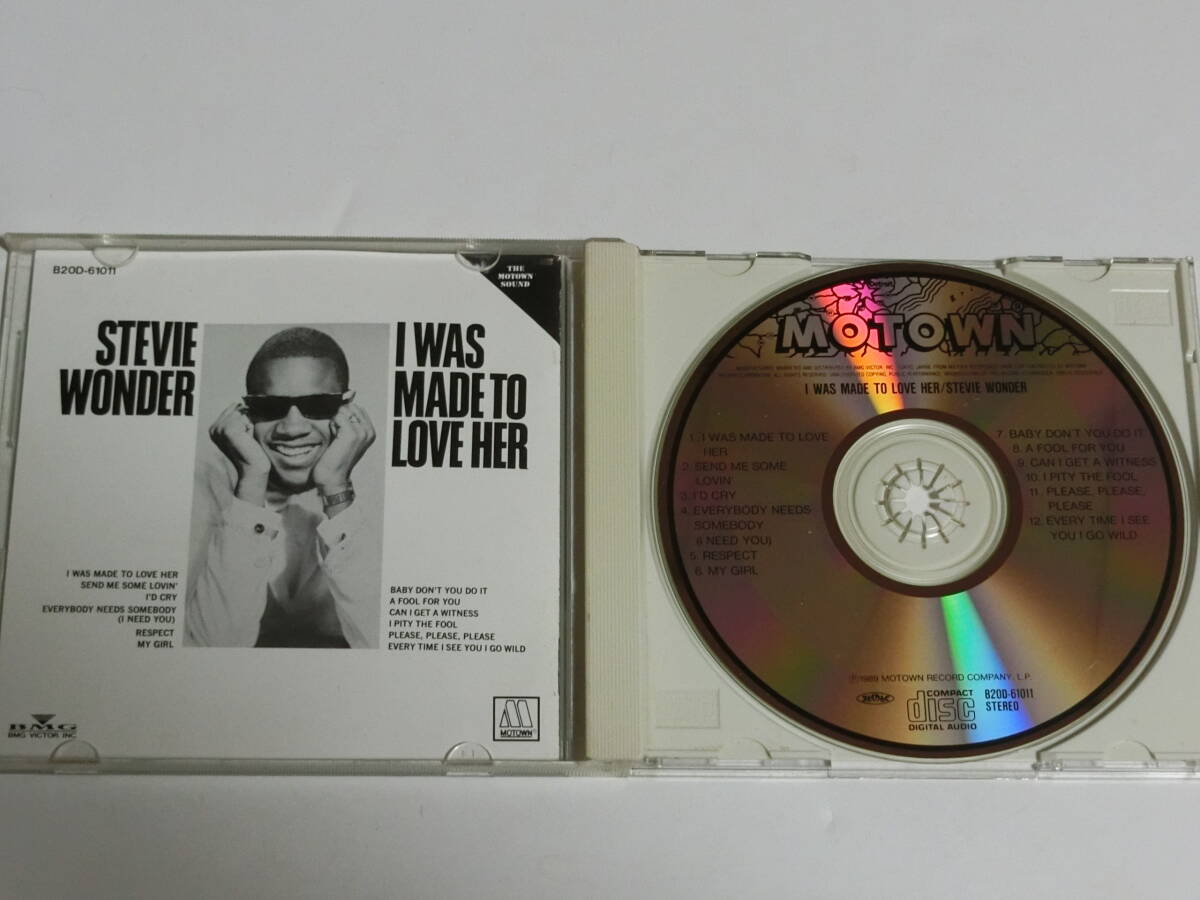 B20D-61011
THE
MOTOWN
SOUND
STEVIE
WONDER
I WAS
MADE TO
LOVE HER
I WAS MADE TO LOVE HER
SEND ME SOME LOVIN'
I'D CRY
EVERYBODY NEEDS SOMEBODY
(I NEED YOU)
RESPECT
MY GIRL
BABY DON'T YOU DO IT
A FOOL FOR YOU
CAN I GET A WITNESS
I PITY THE FOOL
PLEASE, PLEASE, PLEASE
EVERY TIME I SEE YOU I GO WILD
BMG
BMG VICTOR, INC.
MOTOWN®
Detroit
MOTOWN
I WAS MADE TO LOVE HER/STEVIE WONDER
1. I WAS MADE TO LOVE
HER
2. SEND ME SOME
LOVIN'
3. I'D CRY
4. EVERYBODY NEEDS
SOMEBODY
(I NEED YOU)
5. RESPECT
6. MY GIRL
7. BABY DON'T YOU DO IT
8. A FOOL FOR YOU
9. CAN I GET A WITNESS
10. I PITY THE FOOL
11. PLEASE, PLEASE,
PLEASE
12. EVERY TIME I SEE
YOU I GO WILD
Ⓟ1989 MOTOWN RECORD COMPANY, L.P.
COMPACT
disc
DIGITAL AUDIO
B20D-61011
STEREO